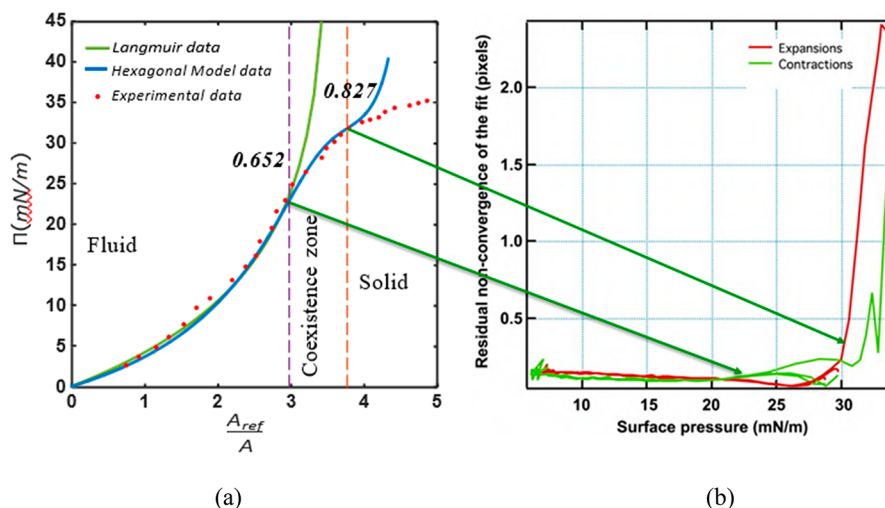 45
40
35
30
25
20
15
10
5
0
Π(mN/m)
Langmuir data
Hexagonal Model data
Experimental data
0.827
0.652
Fluid
Coexistence zone
Solid
0 1 2 3 4 5
A_ref
A
(a)
Residual non-convergence of the fit (pixels)
2.0
1.5
1.0
0.5
Expansions
Contractions
10 15 20 25 30
Surface pressure (mN/m)
(b)